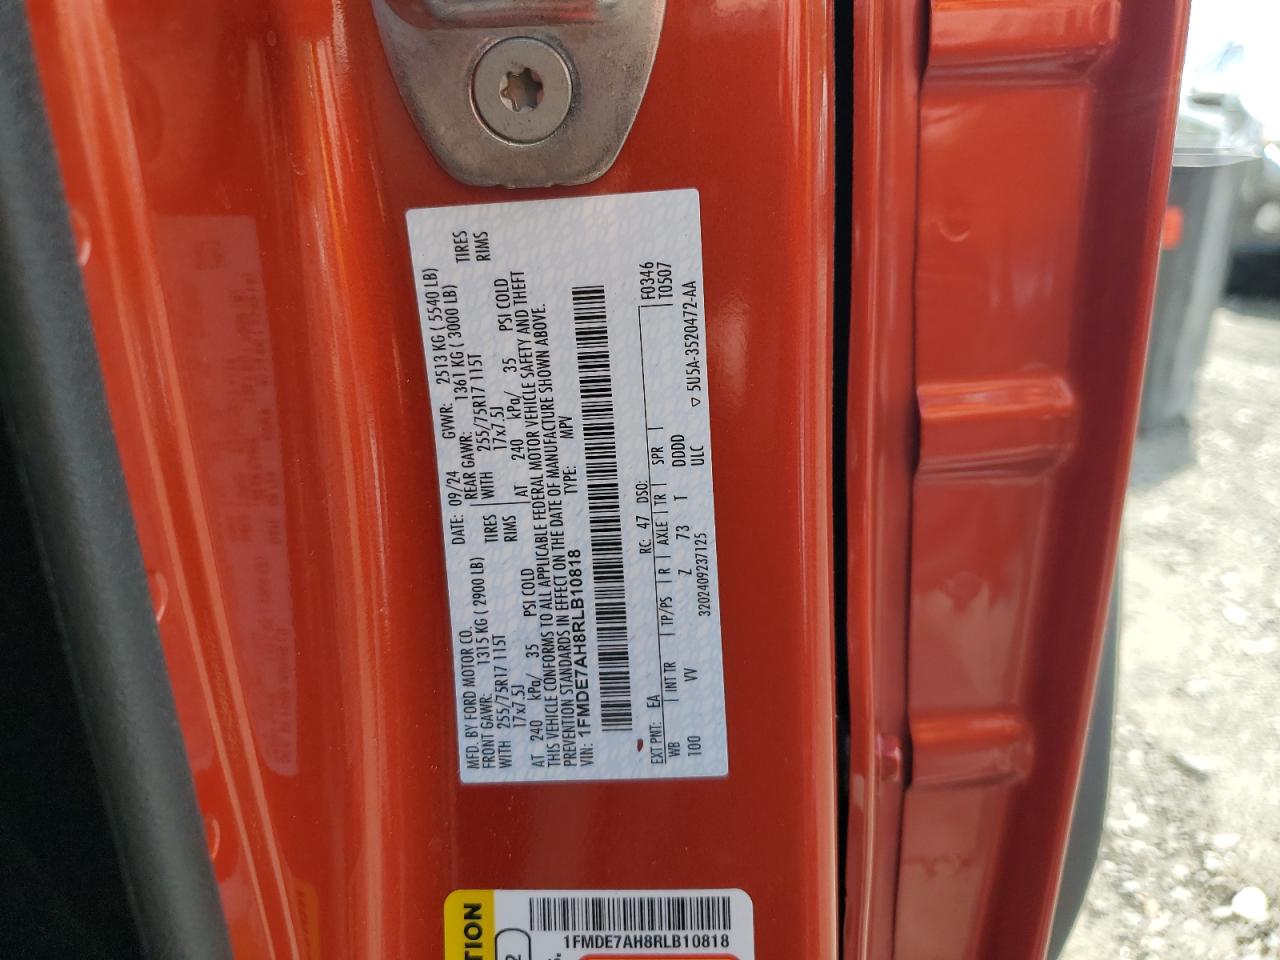 MFD. BY FORD MOTOR CO.
DATE: 09/24 GVWR: 2513 KG ( 5540 LB)
FRONT GAWR: 1315 KG ( 2900 LB)
REAR GAWR: 1361 KG ( 3000 LB)
WITH 255/75R17 115T TIRES
WITH 255/75R17 115T TIRES
17x7.5J RIMS
17x7.5J RIMS
AT 240 kPa/ 35 PSI COLD
AT 240 kPa/ 35 PSI COLD
THIS VEHICLE CONFORMS TO ALL APPLICABLE FEDERAL MOTOR VEHICLE SAFETY AND THEFT
PREVENTION STANDARDS IN EFFECT ON THE DATE OF MANUFACTURE SHOWN ABOVE.
VIN: 1FMDE7AH8RLB10818 TYPE: MPV
EXT PNT: EA RC: 47 DSO: F0346
WB INT TR TP/PS R AXLE TR SPR T0507
100 VV Z 73 T DDDD
3202409237125 ULC ▽ 5U5A-3520472-AA
TION
1FMDE7AH8RLB10818